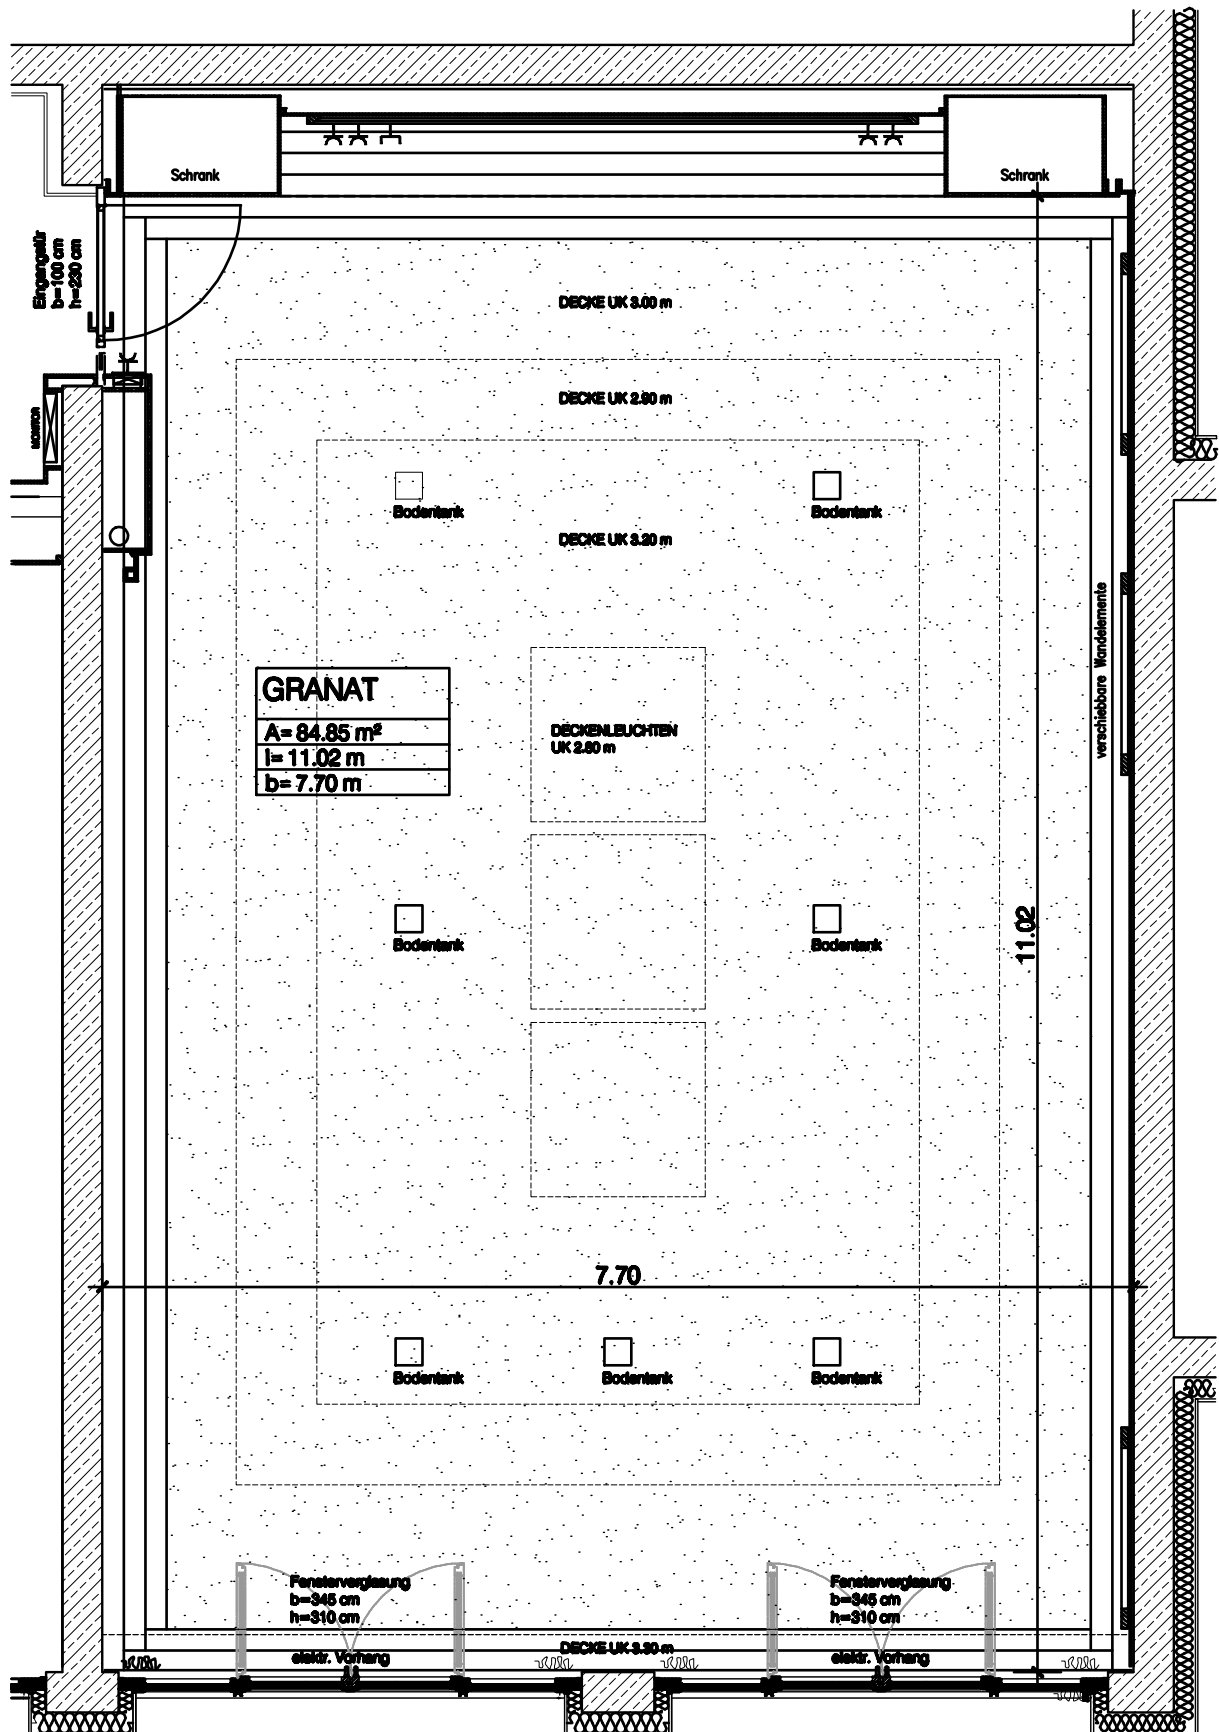 Schrank
Schrank
Eingangstür
b=100 cm
h=230 cm
DECKE UK 3.00 m
DECKE UK 2.90 m
MONITOR
Bodentank
Bodentank
DECKE UK 3.20 m
verschiebbare Wandelemente
GRANAT
A= 84.85 m²
l= 11.02 m
b= 7.70 m
DECKENLEUCHTEN
UK 2.80 m
Bodentank
Bodentank
11.02
7.70
Bodentank
Bodentank
Bodentank
Fensterverglasung
b=345 cm
h=310 cm
Fensterverglasung
b=345 cm
h=310 cm
DECKE UK 3.30 m
elektr. Vorhang
elektr. Vorhang